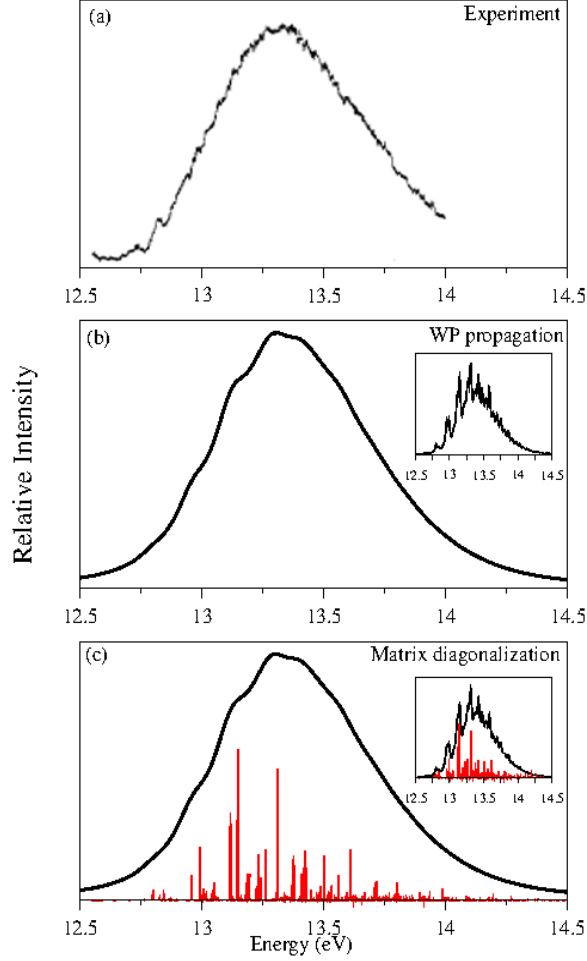 (a) Experiment
12.5 13 13.5 14 14.5
(b) WP propagation
12.5 13 13.5 14 14.5
12.5 13 13.5 14 14.5
Relative Intensity
(c) Matrix diagonalization
12.5 13 13.5 14 14.5
12.5 13 13.5 14 14.5
Energy (eV)